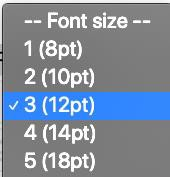 -- Font size --
1 (8pt)
2 (10pt)
✓ 3 (12pt)
4 (14pt)
5 (18pt)